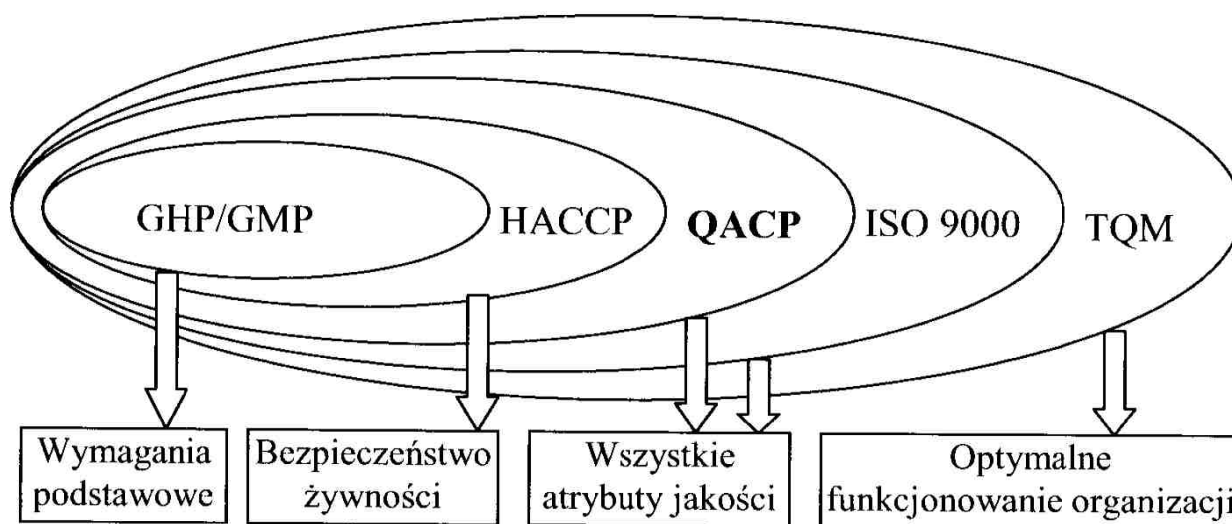 GHP/GMP HACCP QACP ISO 9000 TQM
Wymagania
podstawowe
Bezpieczeństwo
żywności
Wszystkie
atrybuty jakości
Optymalne
funkcjonowanie organizacji